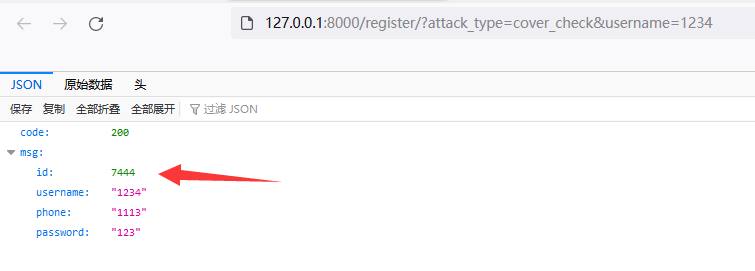 127.0.0.1:8000/register/?attack_type=cover_check&username=1234
JSON 原始数据 头
保存 复制 全部折叠 全部展开 过滤 JSON
code: 200
msg:
id: 7444
username: "1234"
phone: "1113"
password: "123"